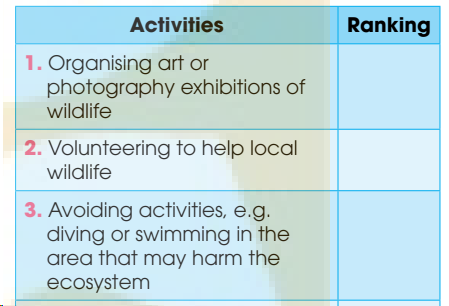 Activities Ranking
1. Organising art or
photography exhibitions of
wildlife
2. Volunteering to help local
wildlife
3. Avoiding activities, e.g.
diving or swimming in the
area that may harm the
ecosystem